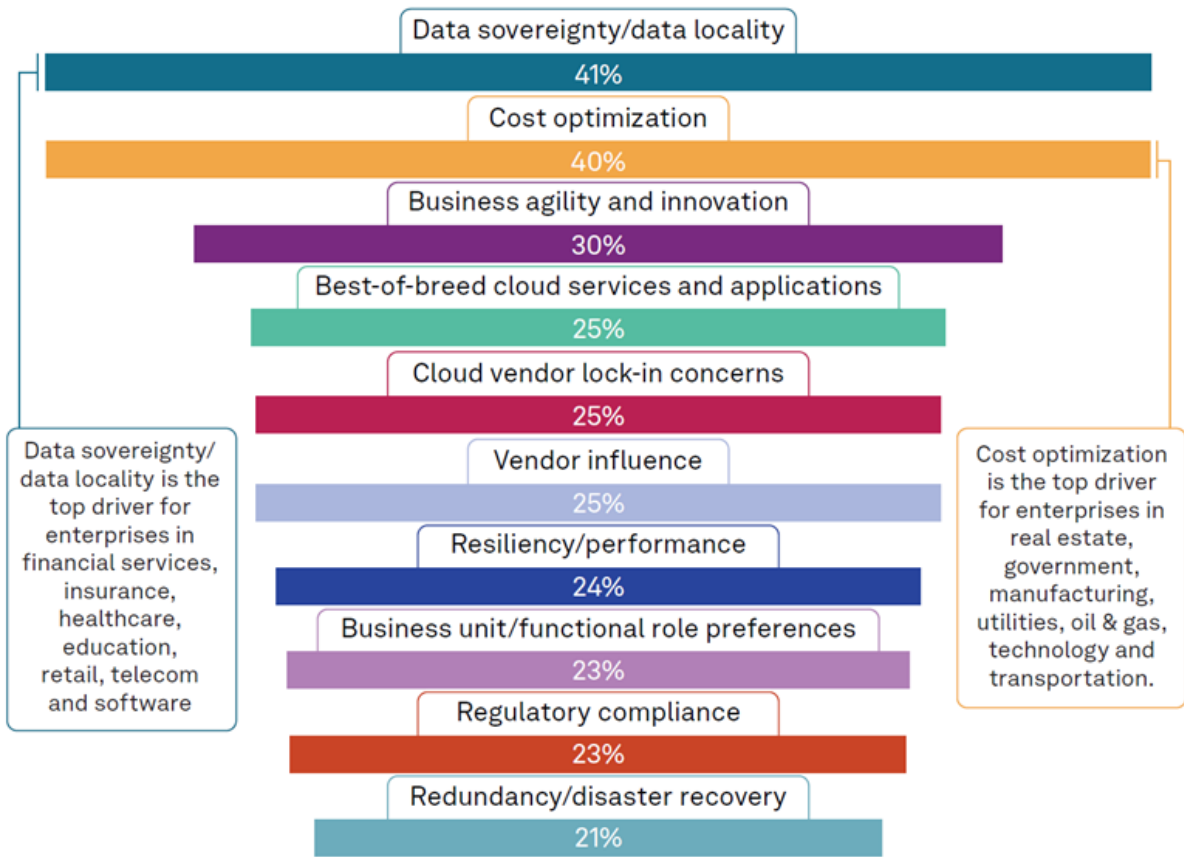 Data sovereignty/data locality
41%
Cost optimization
40%
Business agility and innovation
30%
Best-of-breed cloud services and applications
25%
Cloud vendor lock-in concerns
25%
Vendor influence
25%
Resiliency/performance
24%
Business unit/functional role preferences
23%
Regulatory compliance
23%
Redundancy/disaster recovery
21%
Data sovereignty/
data locality is the
top driver for
enterprises in
financial services,
insurance,
healthcare,
education,
retail, telecom
and software
Cost optimization
is the top driver
for enterprises in
real estate,
government,
manufacturing,
utilities, oil & gas,
technology and
transportation.